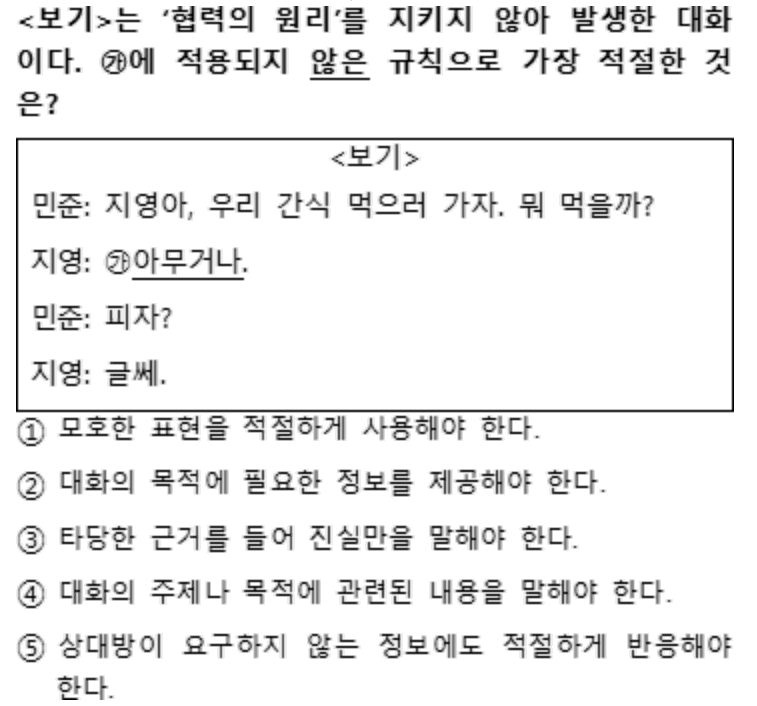 <보기>는 ‘협력의 원리’를 지키지 않아 발생한 대화
이다. ㉮에 적용되지 않은 규칙으로 가장 적절한 것
은?
<보기>
민준: 지영아, 우리 간식 먹으러 가자. 뭐 먹을까?
지영: ㉮아무거나.
민준: 피자?
지영: 글쎄.
① 모호한 표현을 적절하게 사용해야 한다.
② 대화의 목적에 필요한 정보를 제공해야 한다.
③ 타당한 근거를 들어 진실만을 말해야 한다.
④ 대화의 주제나 목적에 관련된 내용을 말해야 한다.
⑤ 상대방이 요구하지 않는 정보에도 적절하게 반응해야
한다.